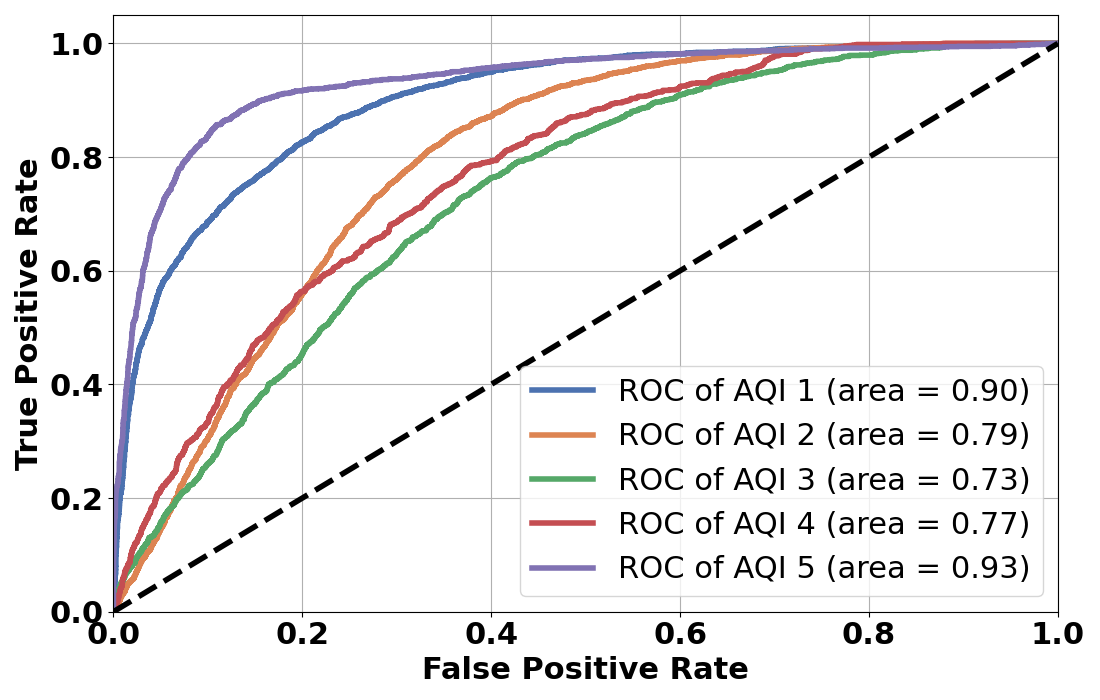 True Positive Rate
1.0
0.8
0.6
0.4
0.2
0.0
ROC of AQI 1 (area = 0.90)
ROC of AQI 2 (area = 0.79)
ROC of AQI 3 (area = 0.73)
ROC of AQI 4 (area = 0.77)
ROC of AQI 5 (area = 0.93)
0.0 0.2 0.4 0.6 0.8 1.0
False Positive Rate